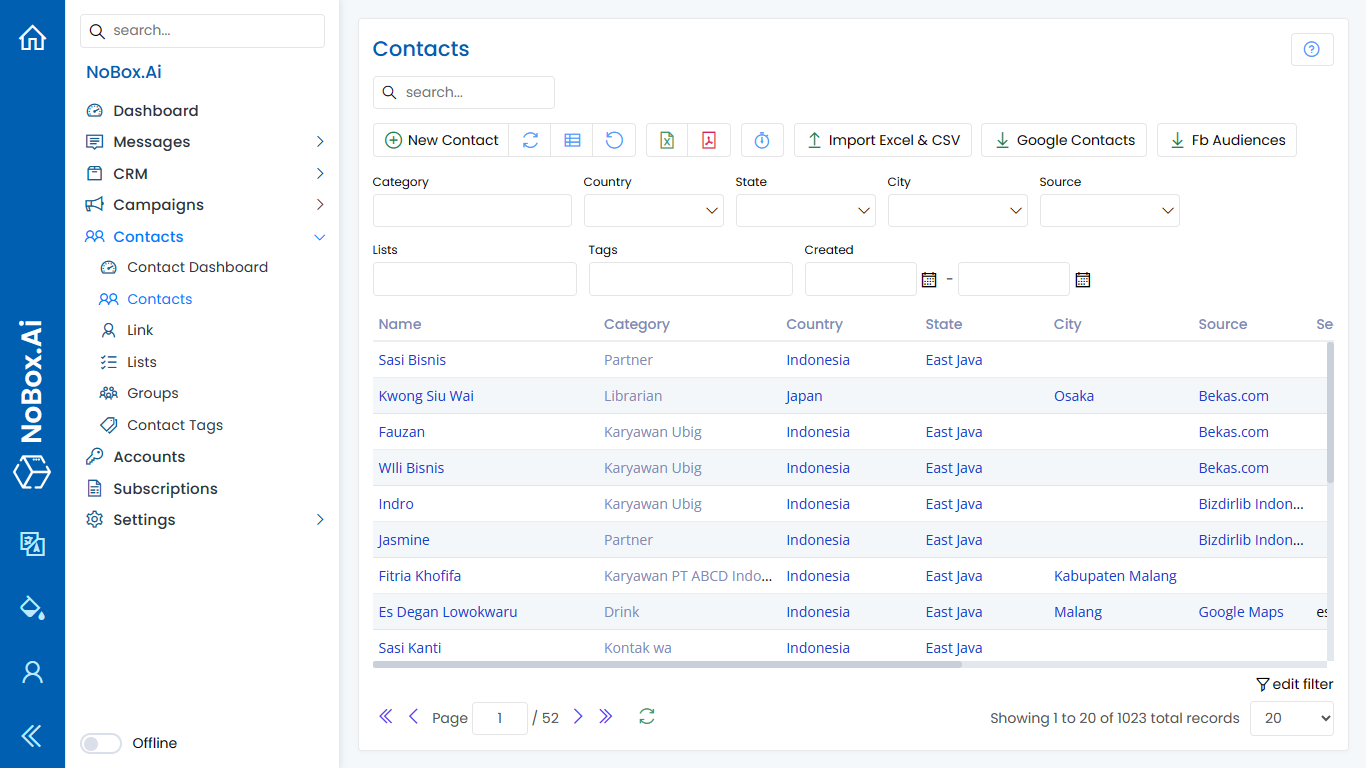 search...
NoBox.Ai
Dashboard
Messages
CRM
Campaigns
Contacts
Contact Dashboard
Contacts
Link
Lists
Groups
Contact Tags
Accounts
Subscriptions
Settings
Offline
NoBox.Ai
Contacts
search...
New Contact Import Excel & CSV Google Contacts Fb Audiences
Category Country State City Source
Lists Tags Created
-
Name Category Country State City Source Se
Sasi Bisnis Partner Indonesia East Java
Kwong Siu Wai Librarian Japan Osaka Bekas.com
Fauzan Karyawan Ubig Indonesia East Java Bekas.com
WIli Bisnis Karyawan Ubig Indonesia East Java Bekas.com
Indro Karyawan Ubig Indonesia East Java Bizdirlib Indon...
Jasmine Partner Indonesia East Java Bizdirlib Indon...
Fitria Khofifa Karyawan PT ABCD Indo... Indonesia East Java Kabupaten Malang
Es Degan Lowokwaru Drink Indonesia East Java Malang Google Maps es
Sasi Kanti Kontak wa Indonesia East Java
edit filter
Page 1 / 52 Showing 1 to 20 of 1023 total records 20